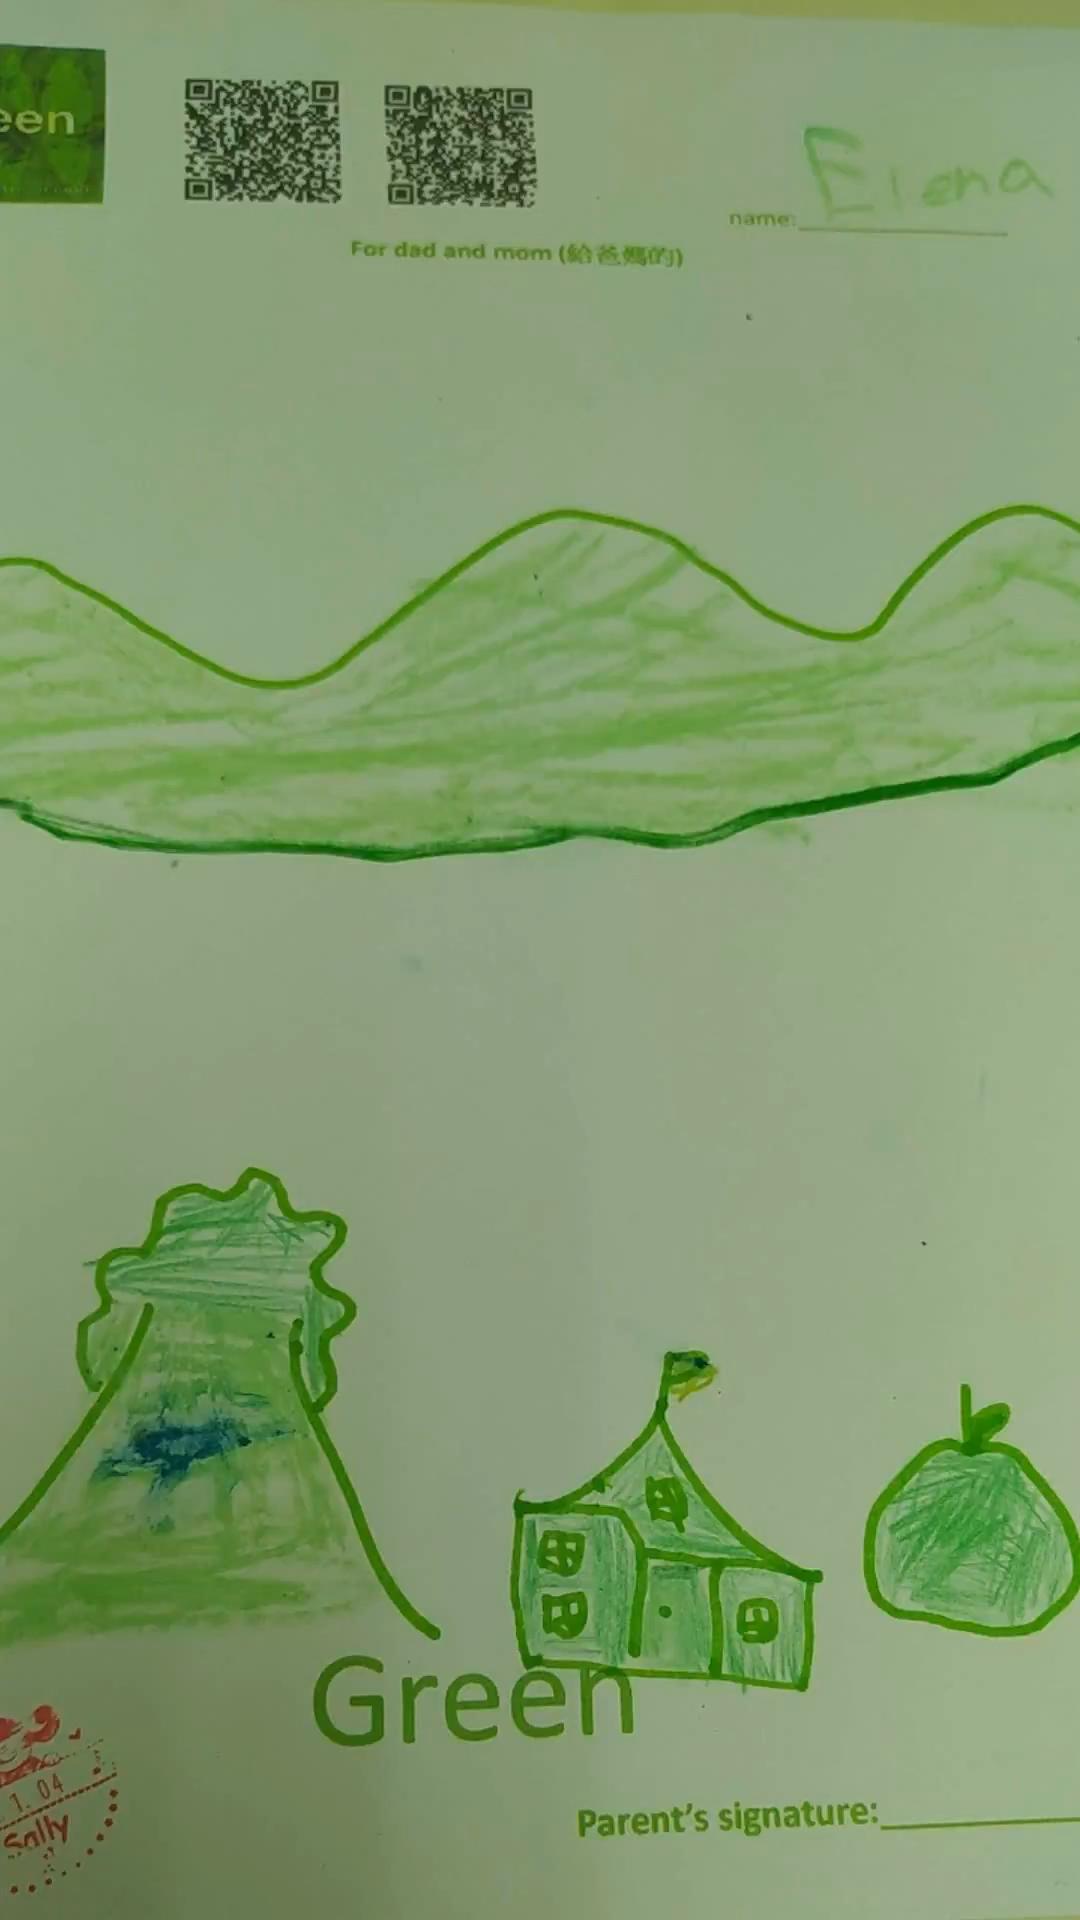 een
Elena
name:
For dad and mom (給爸媽的)
Green
1.04
Sally
Parent's signature: